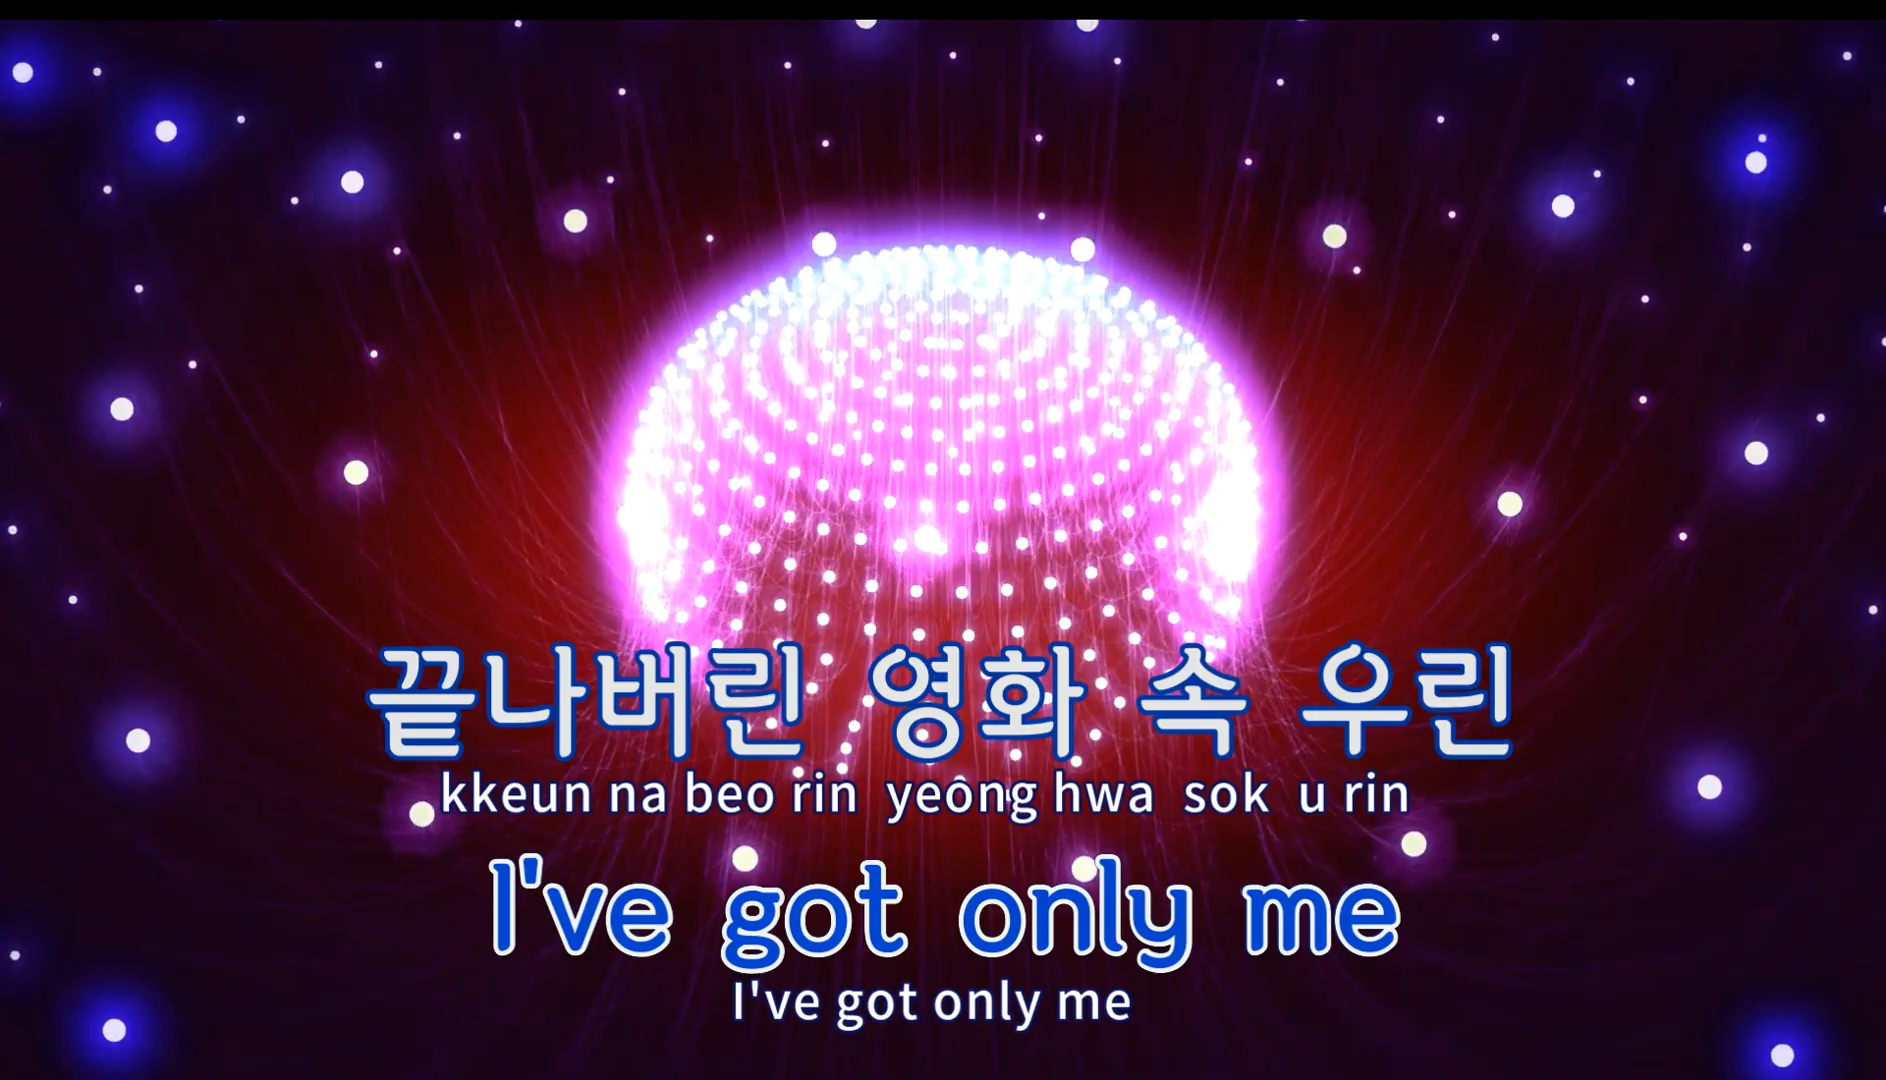 끝나버린 영화 속 우린
kkeun na beo rin yeong hwa sok u rin
I've got only me
I've got only me